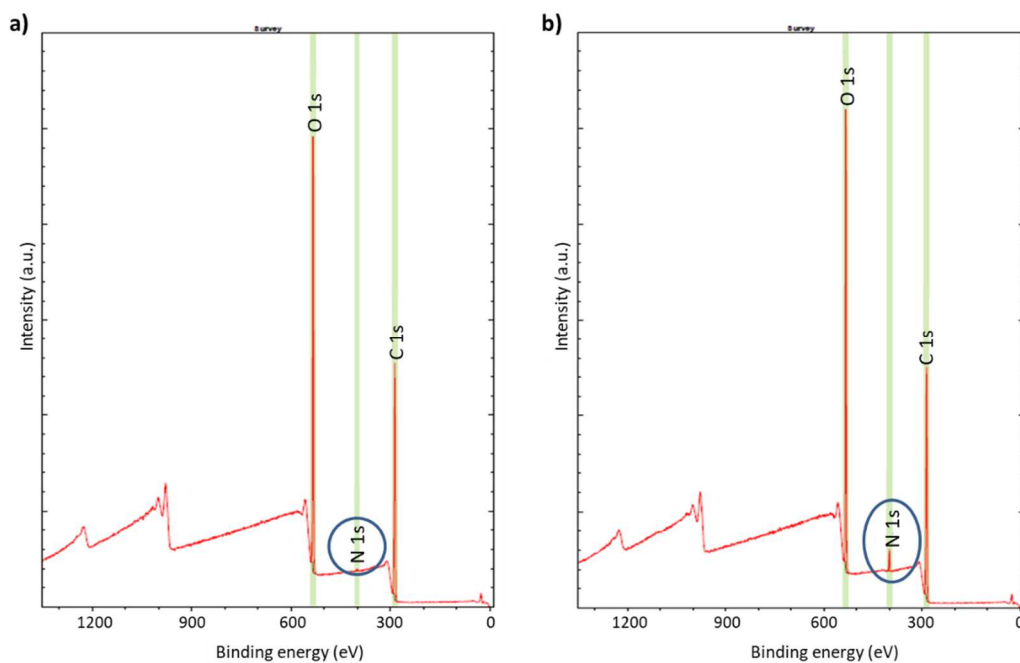 a)
Survey
O 1s
N 1s
C 1s
Intensity (a.u.)
1200 900 600 300 0
Binding energy (eV)
b)
Survey
O 1s
N 1s
C 1s
Intensity (a.u.)
1200 900 600 300 0
Binding energy (eV)